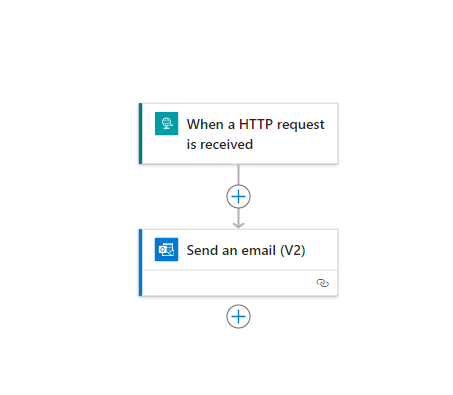 When a HTTP request
is received
Send an email (V2)